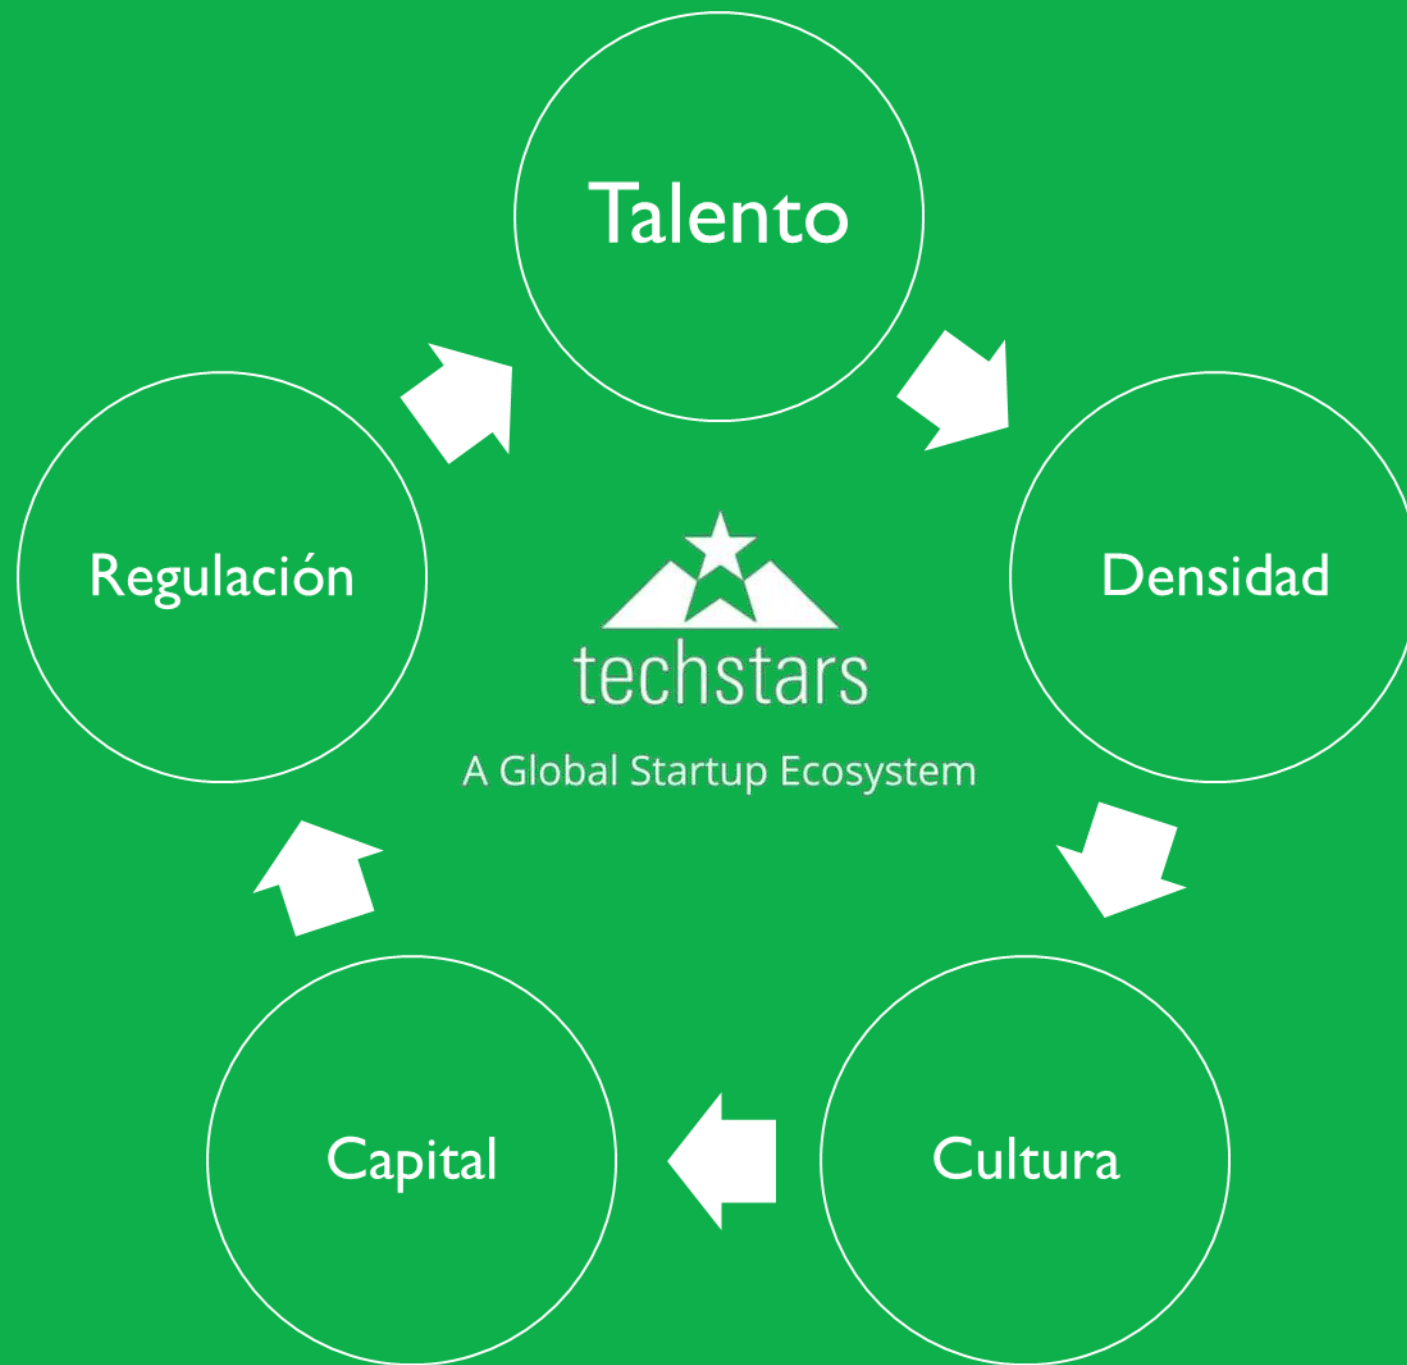 Talento
Regulación
Densidad
techstars
A Global Startup Ecosystem
Capital
Cultura